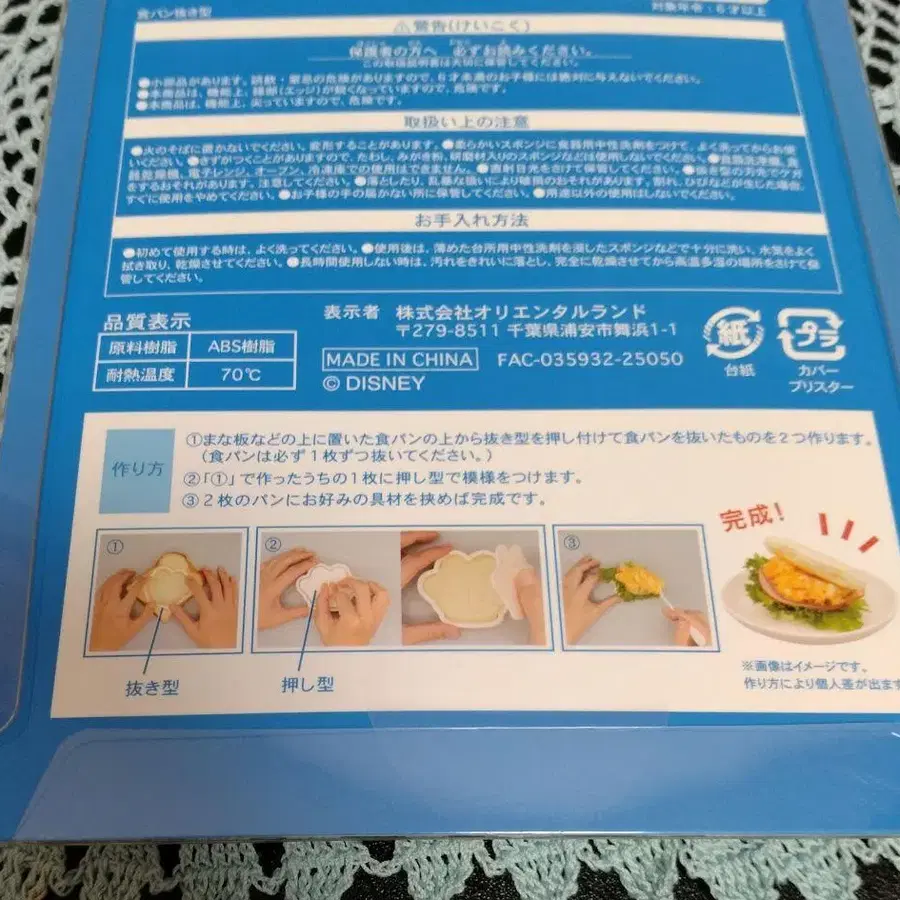 食パン抜き型
対象年令：6才以上
⚠警告(けいこく)
保護者の方へ 必ずお読みください。
この取扱説明書は大切に保管してください。
●小部品があります。誤飲・窒息の危険がありますので、6才未満のお子様には絶対に与えないでください。
●本商品は、機能上、縁部(エッジ)が鋭くなっていますので、危険です。
●本商品は、機能上、尖っていますので、危険です。
取扱い上の注意
●火のそばに置かないでください。変形することがあります。●柔らかいスポンジに食器用中性洗剤をつけて、よく洗ってからお使
いください。●きずがつくことがありますので、たわし、みがき粉、研磨材入りのスポンジなどは使用しないでください。●食器洗浄機、食
器乾燥機、電子レンジ、オーブン、冷凍庫での使用はできません。●直射日光をさけて保管してください。●抜き型の刃先でケガ
をするおそれがあります。注意してください。●落としたり、乱暴な扱いにより破損のおそれがあります。割れ、ひびなどが生じた場合、
すぐに使用をやめてください。●お子様の手の届かない所に保管してください。●用途以外の使用はしないでください。
お手入れ方法
●初めて使用する時は、よく洗ってください。●使用後は、薄めた台所用中性洗剤を浸したスポンジなどで十分に洗い、水気をよく
拭き取り、乾燥させてください。●長時間使用しない時は、汚れをきれいに落とし、完全に乾燥させてから高温多湿の場所をさけて保
管してください。
品質表示
原料樹脂 ABS樹脂
耐熱温度 70℃
表示者 株式会社オリエンタルランド
〒279-8511 千葉県浦安市舞浜1-1
MADE IN CHINA FAC-035932-25050
© DISNEY
紙
台紙
プラ
カバー
ブリスター
作り方
①まな板などの上に置いた食パンの上から抜き型を押し付けて食パンを抜いたものを2つ作ります。
（食パンは必ず1枚ずつ抜いてください。）
②「①」で作ったうちの1枚に押し型で模様をつけます。
③2枚のパンにお好みの具材を挟めば完成です。
①
②
③
完成！
抜き型
押し型
※画像はイメージです。
作り方により個人差が出ます